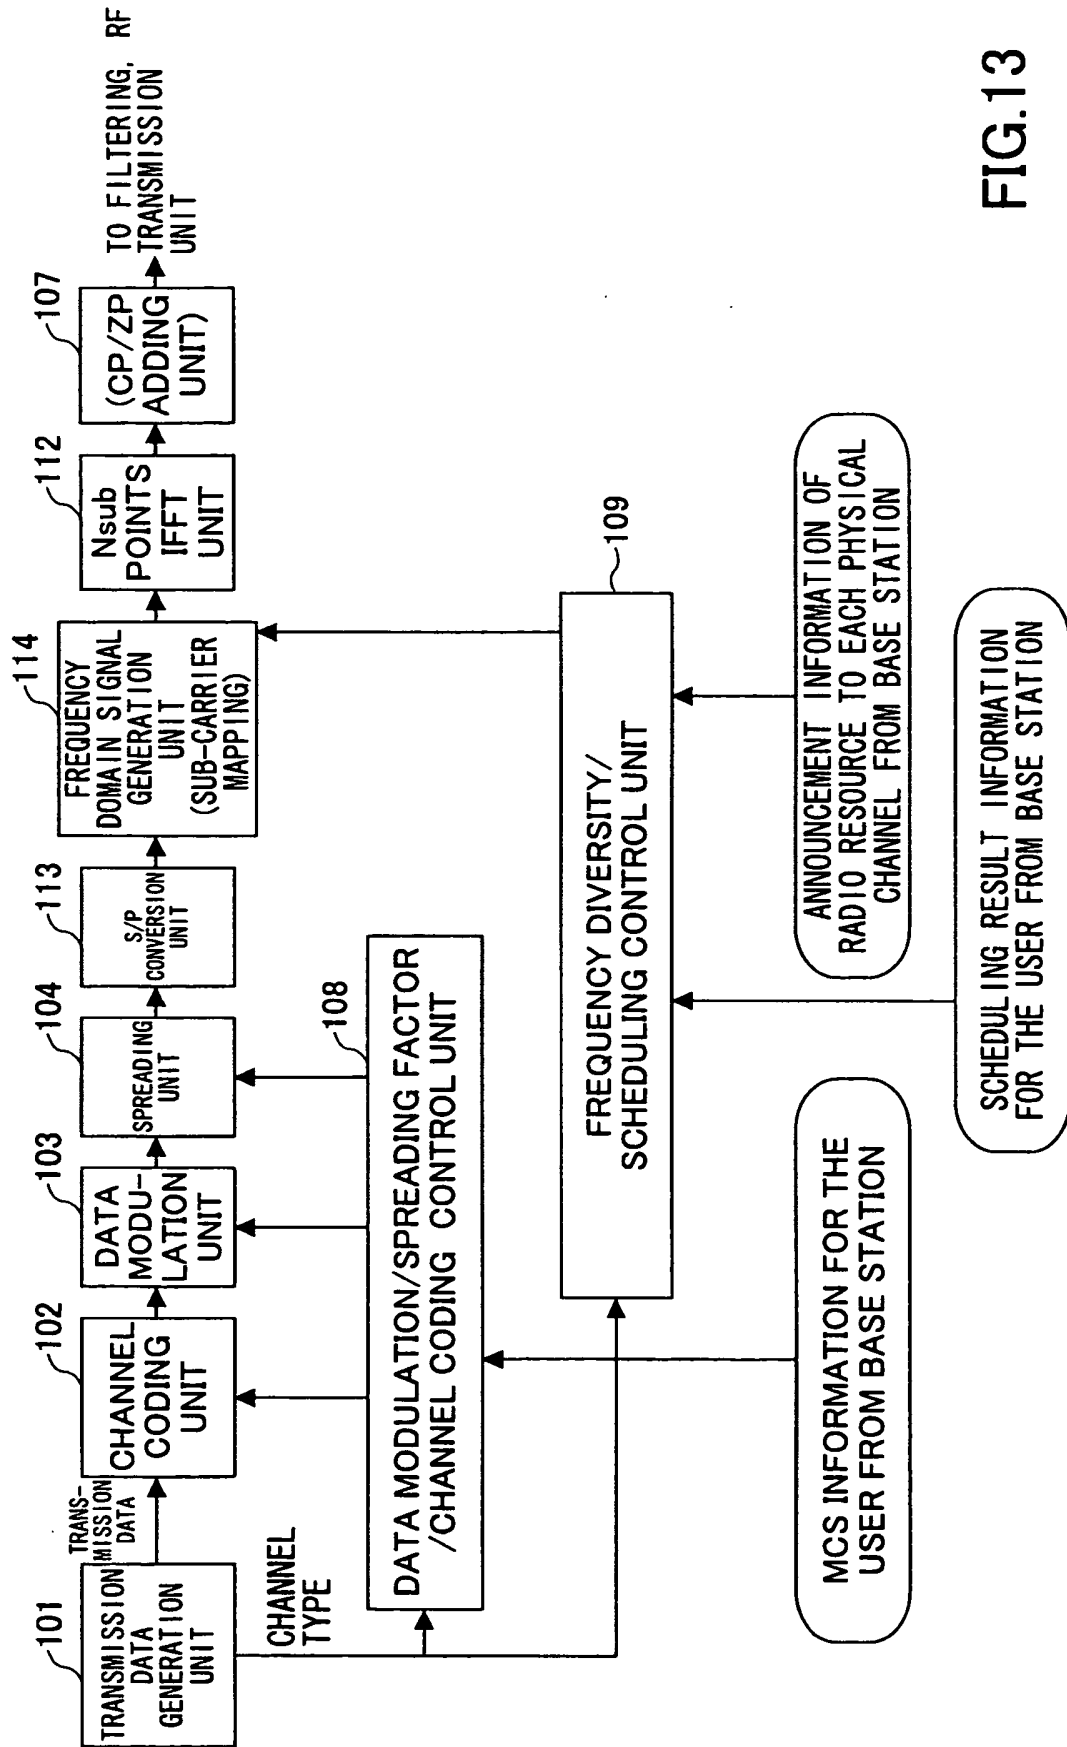 101
TRANSMISSION
DATA
GENERATION
UNIT
TRANS-
MISSION
DATA
CHANNEL
TYPE
102
CHANNEL
CODING
UNIT
103
DATA
MODU-
LATION
UNIT
104
SPREADING
UNIT
113
S/P
CONVERSION
UNIT
114
FREQUENCY
DOMAIN SIGNAL
GENERATION
UNIT
(SUB-CARRIER
MAPPING)
112
Nsub
POINTS
IFFT
UNIT
107
(CP/ZP
ADDING
UNIT)
TO FILTERING, RF
TRANSMISSION
UNIT
108
DATA MODULATION/SPREADING FACTOR
/CHANNEL CODING CONTROL UNIT
109
FREQUENCY DIVERSITY/
SCHEDULING CONTROL UNIT
MCS INFORMATION FOR THE
USER FROM BASE STATION
ANNOUNCEMENT INFORMATION OF
RADIO RESOURCE TO EACH PHYSICAL
CHANNEL FROM BASE STATION
SCHEDULING RESULT INFORMATION
FOR THE USER FROM BASE STATION
FIG.13